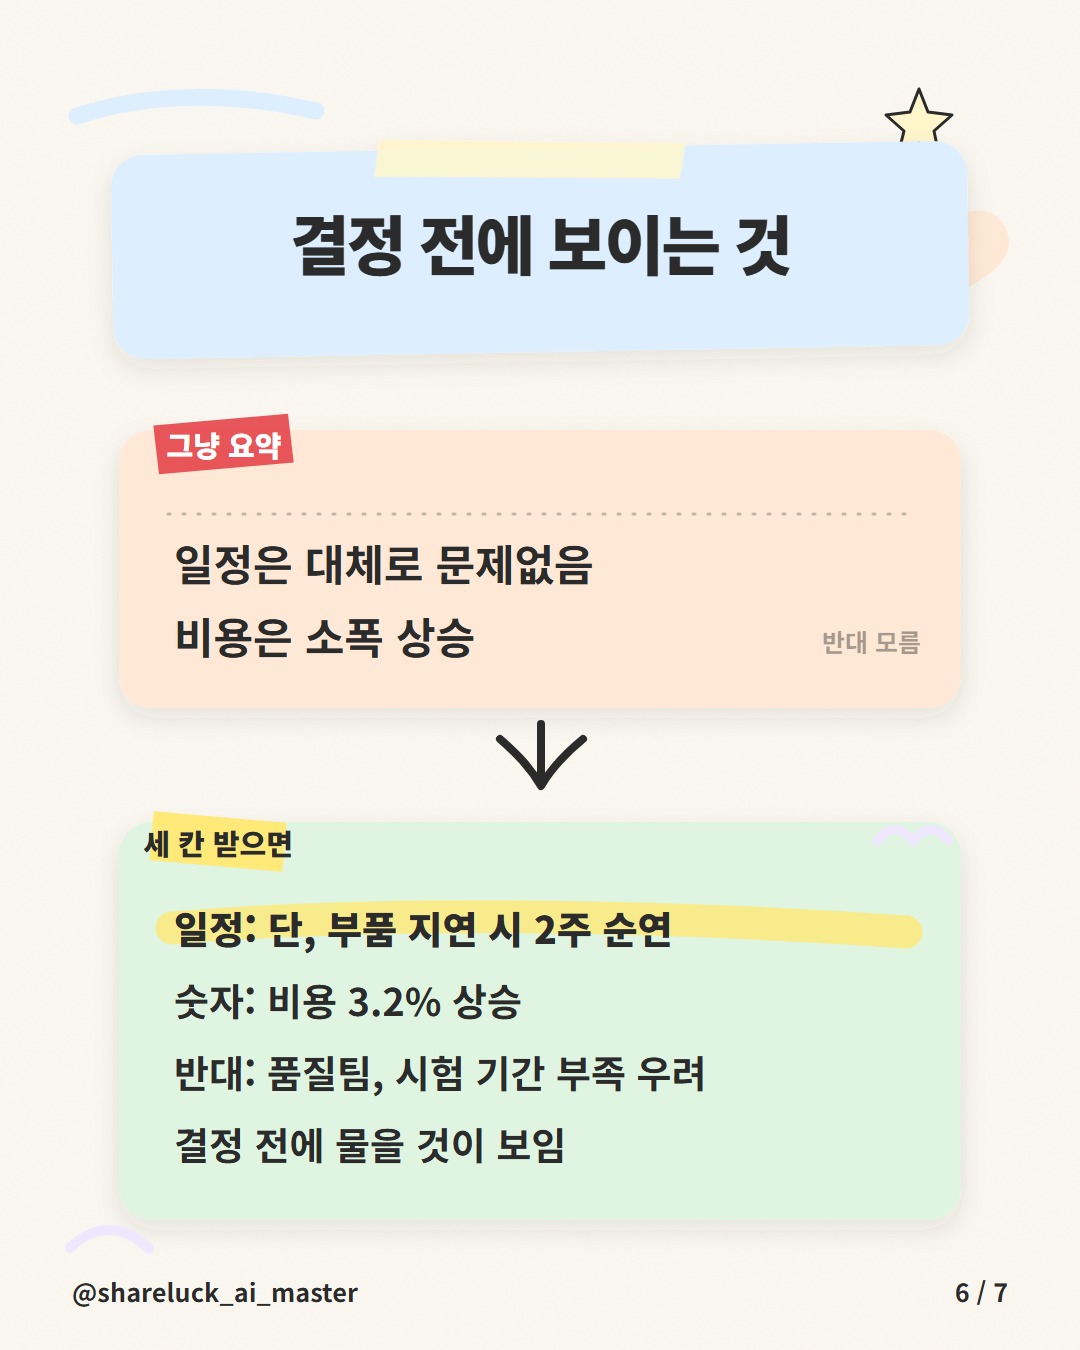 결정 전에 보이는 것
그냥 요약
일정은 대체로 문제없음
비용은 소폭 상승
반대 모름
세 칸 받으면
일정: 단, 부품 지연 시 2주 순연
숫자: 비용 3.2% 상승
반대: 품질팀, 시험 기간 부족 우려
결정 전에 물을 것이 보임
@shareluck_ai_master
6 / 7